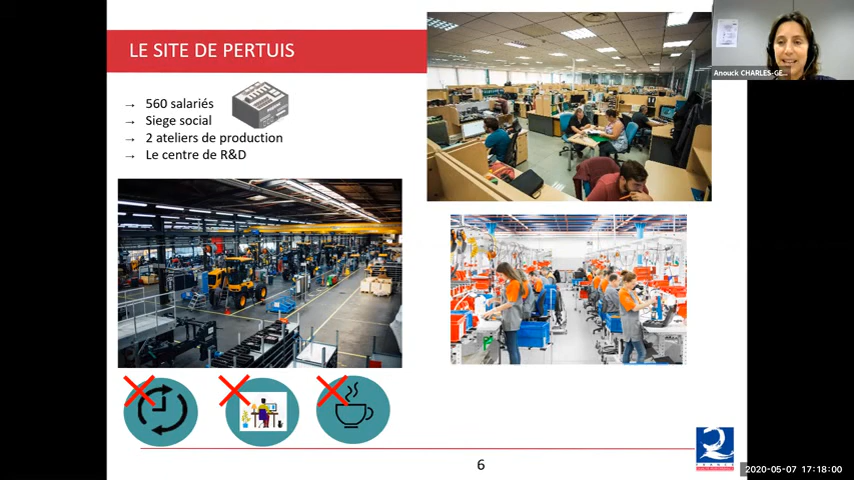 LE SITE DE PERTUIS
Anouck CHARLES-GE...
→ 560 salariés
→ Siege social
→ 2 ateliers de production
→ Le centre de R&D
FRANCE
6
2020-05-07 17:18:00